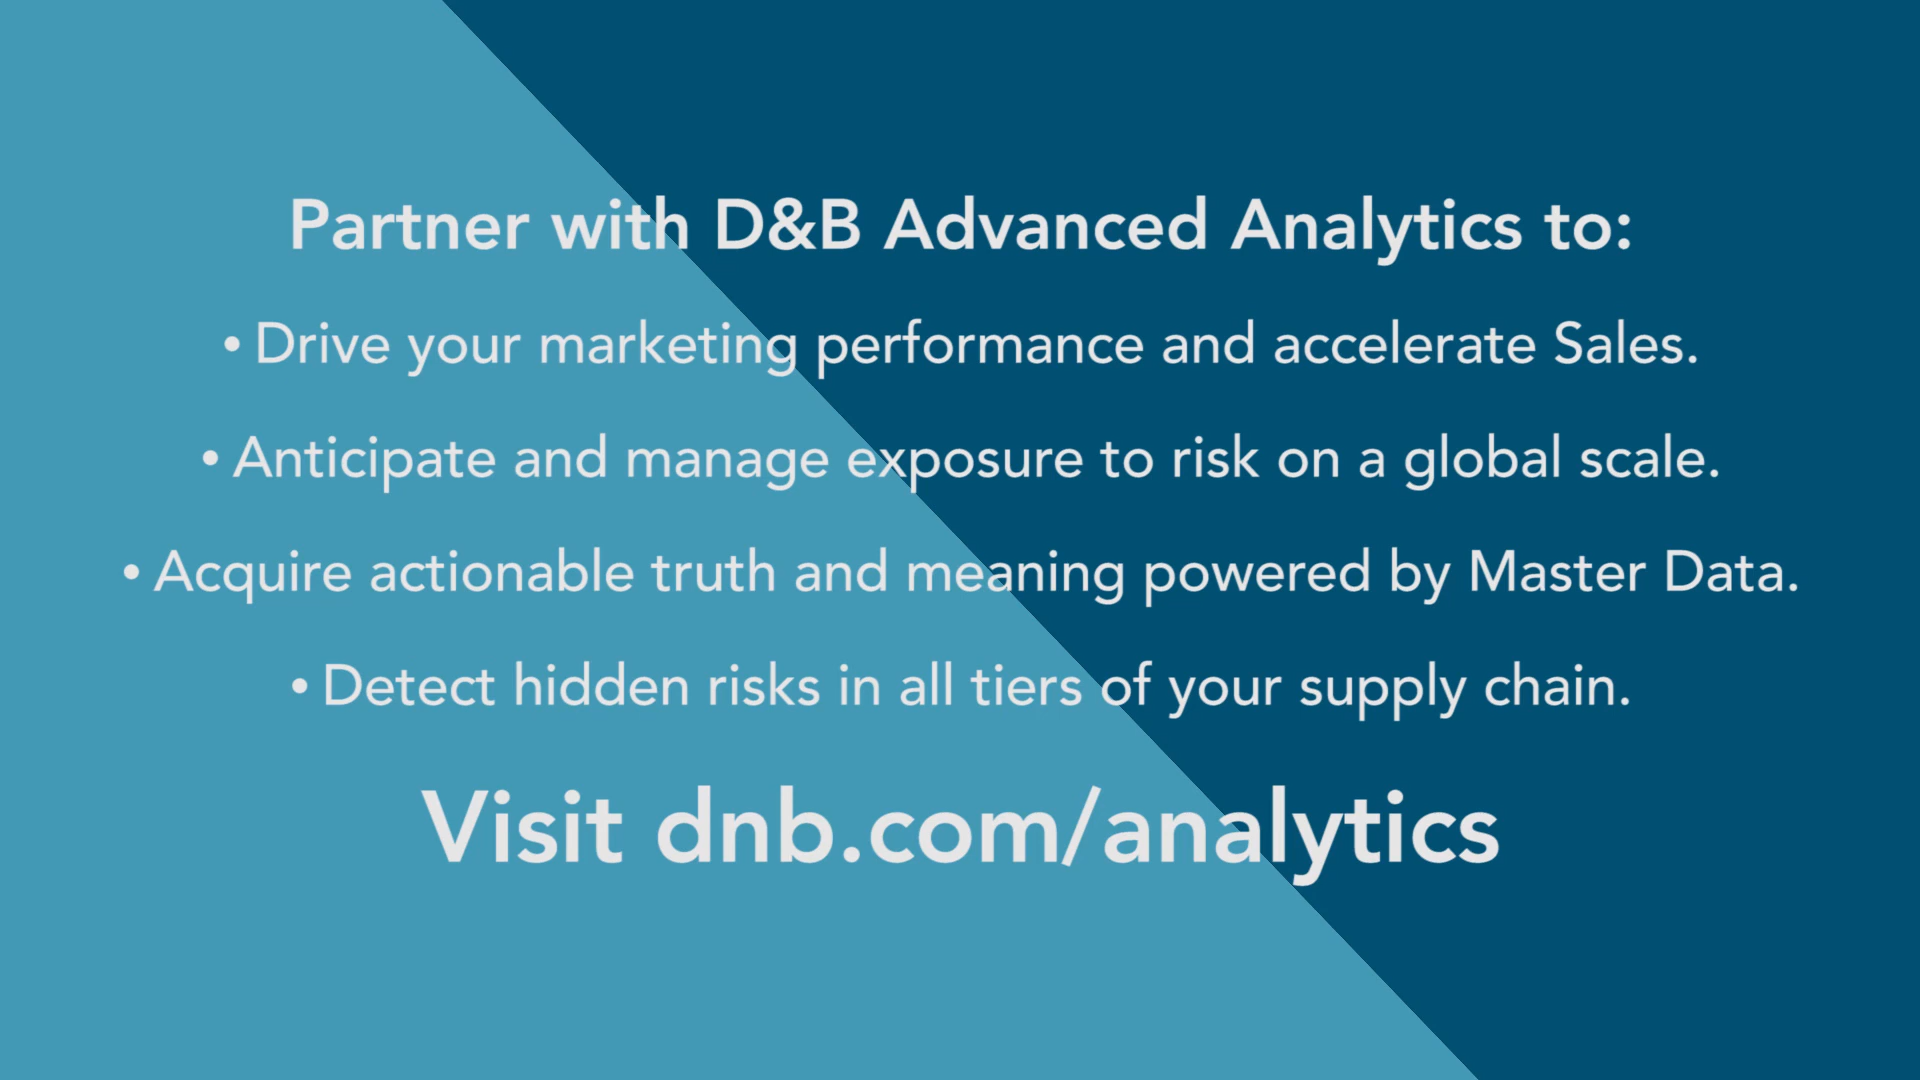 Partner with D&B Advanced Analytics to:
• Drive your marketing performance and accelerate Sales.
• Anticipate and manage exposure to risk on a global scale.
• Acquire actionable truth and meaning powered by Master Data.
• Detect hidden risks in all tiers of your supply chain.
Visit dnb.com/analytics